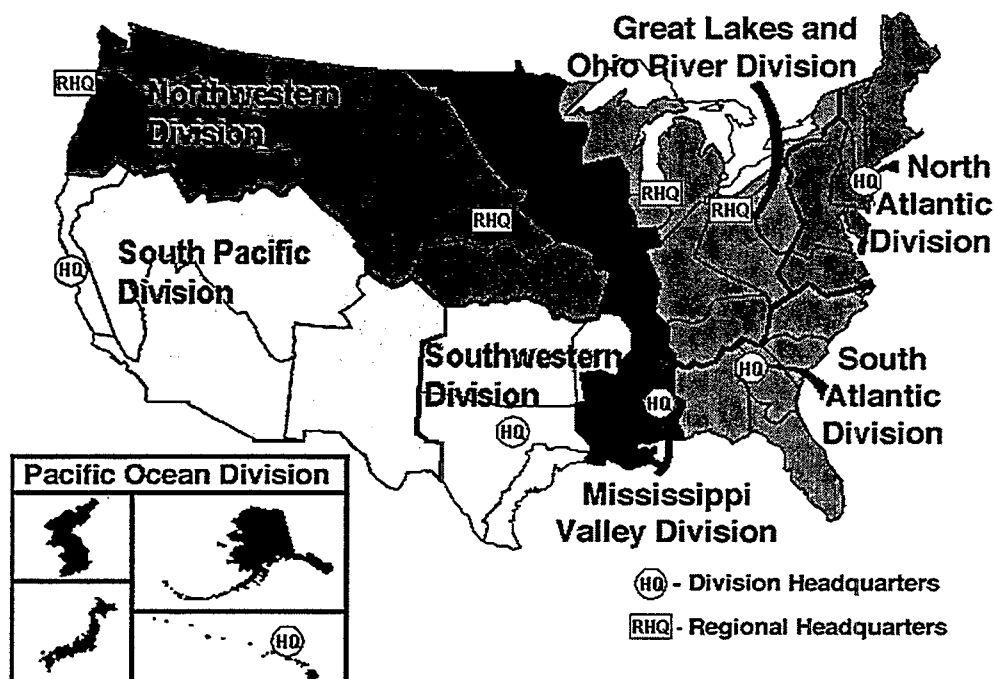 Great Lakes and
Ohio River Division
RHQ
Northwestern
Division
North
Atlantic
Division
HQ
RHQ
RHQ
RHQ
South Pacific
Division
HQ
Southwestern
Division
HQ
HQ
HQ
South
Atlantic
Division
Pacific Ocean Division
HQ
Mississippi
Valley Division
HQ - Division Headquarters
RHQ - Regional Headquarters